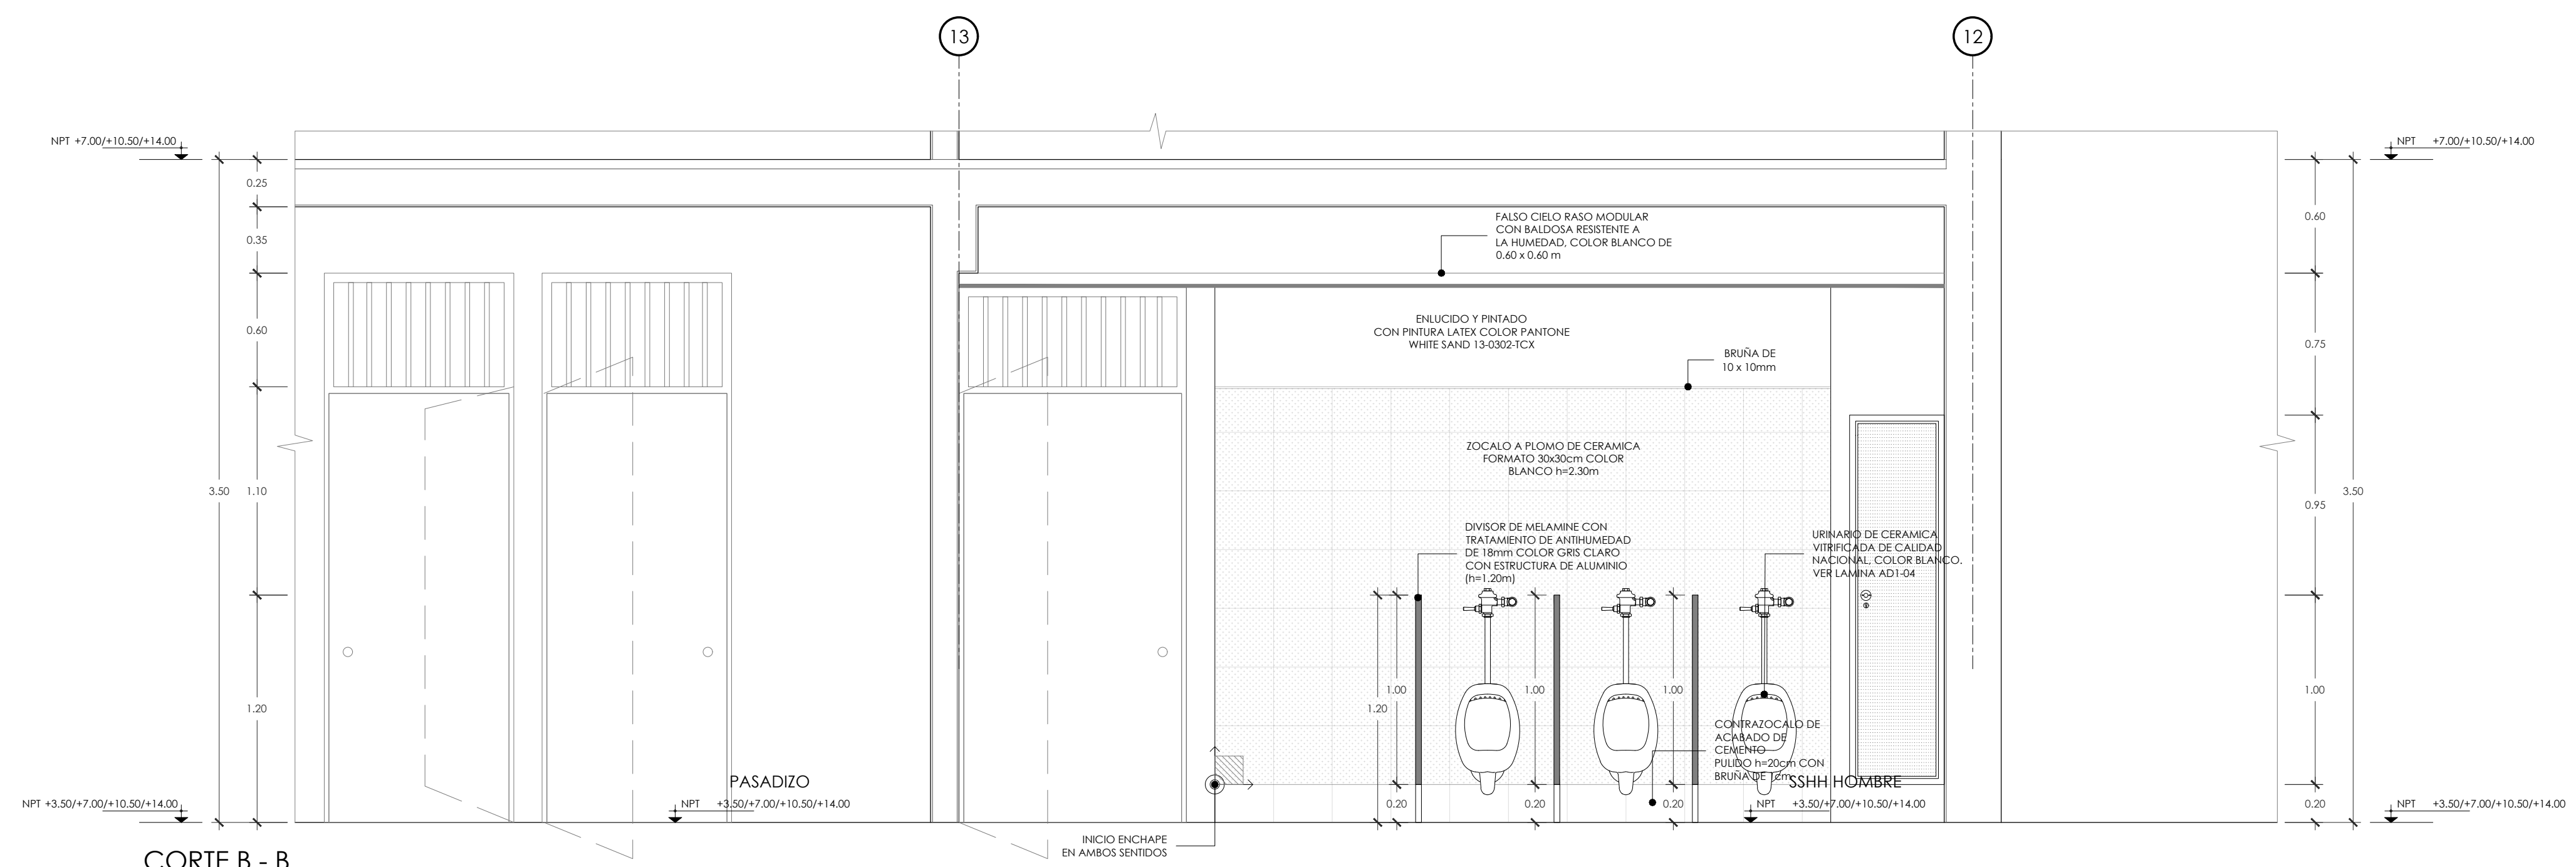 13
12
NPT +7.00/+10.50/+14.00
NPT +7.00/+10.50/+14.00
0.25
0.35
0.60
3.50
1.10
1.20
FALSO CIELO RASO MODULAR
CON BALDOSA RESISTENTE A
LA HUMEDAD, COLOR BLANCO DE
0.60 x 0.60 m
ENLUCIDO Y PINTADO
CON PINTURA LATEX COLOR PANTONE
WHITE SAND 13-0302-TCX
BRUÑA DE
10 x 10mm
ZOCALO A PLOMO DE CERAMICA
FORMATO 30x30cm COLOR
BLANCO h=2.30m
DIVISOR DE MELAMINE CON
TRATAMIENTO DE ANTIHUMEDAD
DE 18mm COLOR GRIS CLARO
CON ESTRUCTURA DE ALUMINIO
(h=1.20m)
URINARIO DE CERAMICA
VITRIFICADA DE CALIDAD
NACIONAL, COLOR BLANCO.
VER LAMINA AD1-04
1.20
1.00
1.00
1.00
0.20
0.20
0.20
CONTRAZOCALO DE
ACABADO DE
CEMENTO
PULIDO h=20cm CON
BRUÑA DE 1cm
0.60
0.75
0.95
3.50
1.00
0.20
PASADIZO
SSHH HOMBRE
NPT +3.50/+7.00/+10.50/+14.00
NPT +3.50/+7.00/+10.50/+14.00
NPT +3.50/+7.00/+10.50/+14.00
NPT +3.50/+7.00/+10.50/+14.00
INICIO ENCHAPE
EN AMBOS SENTIDOS
CORTE B - B